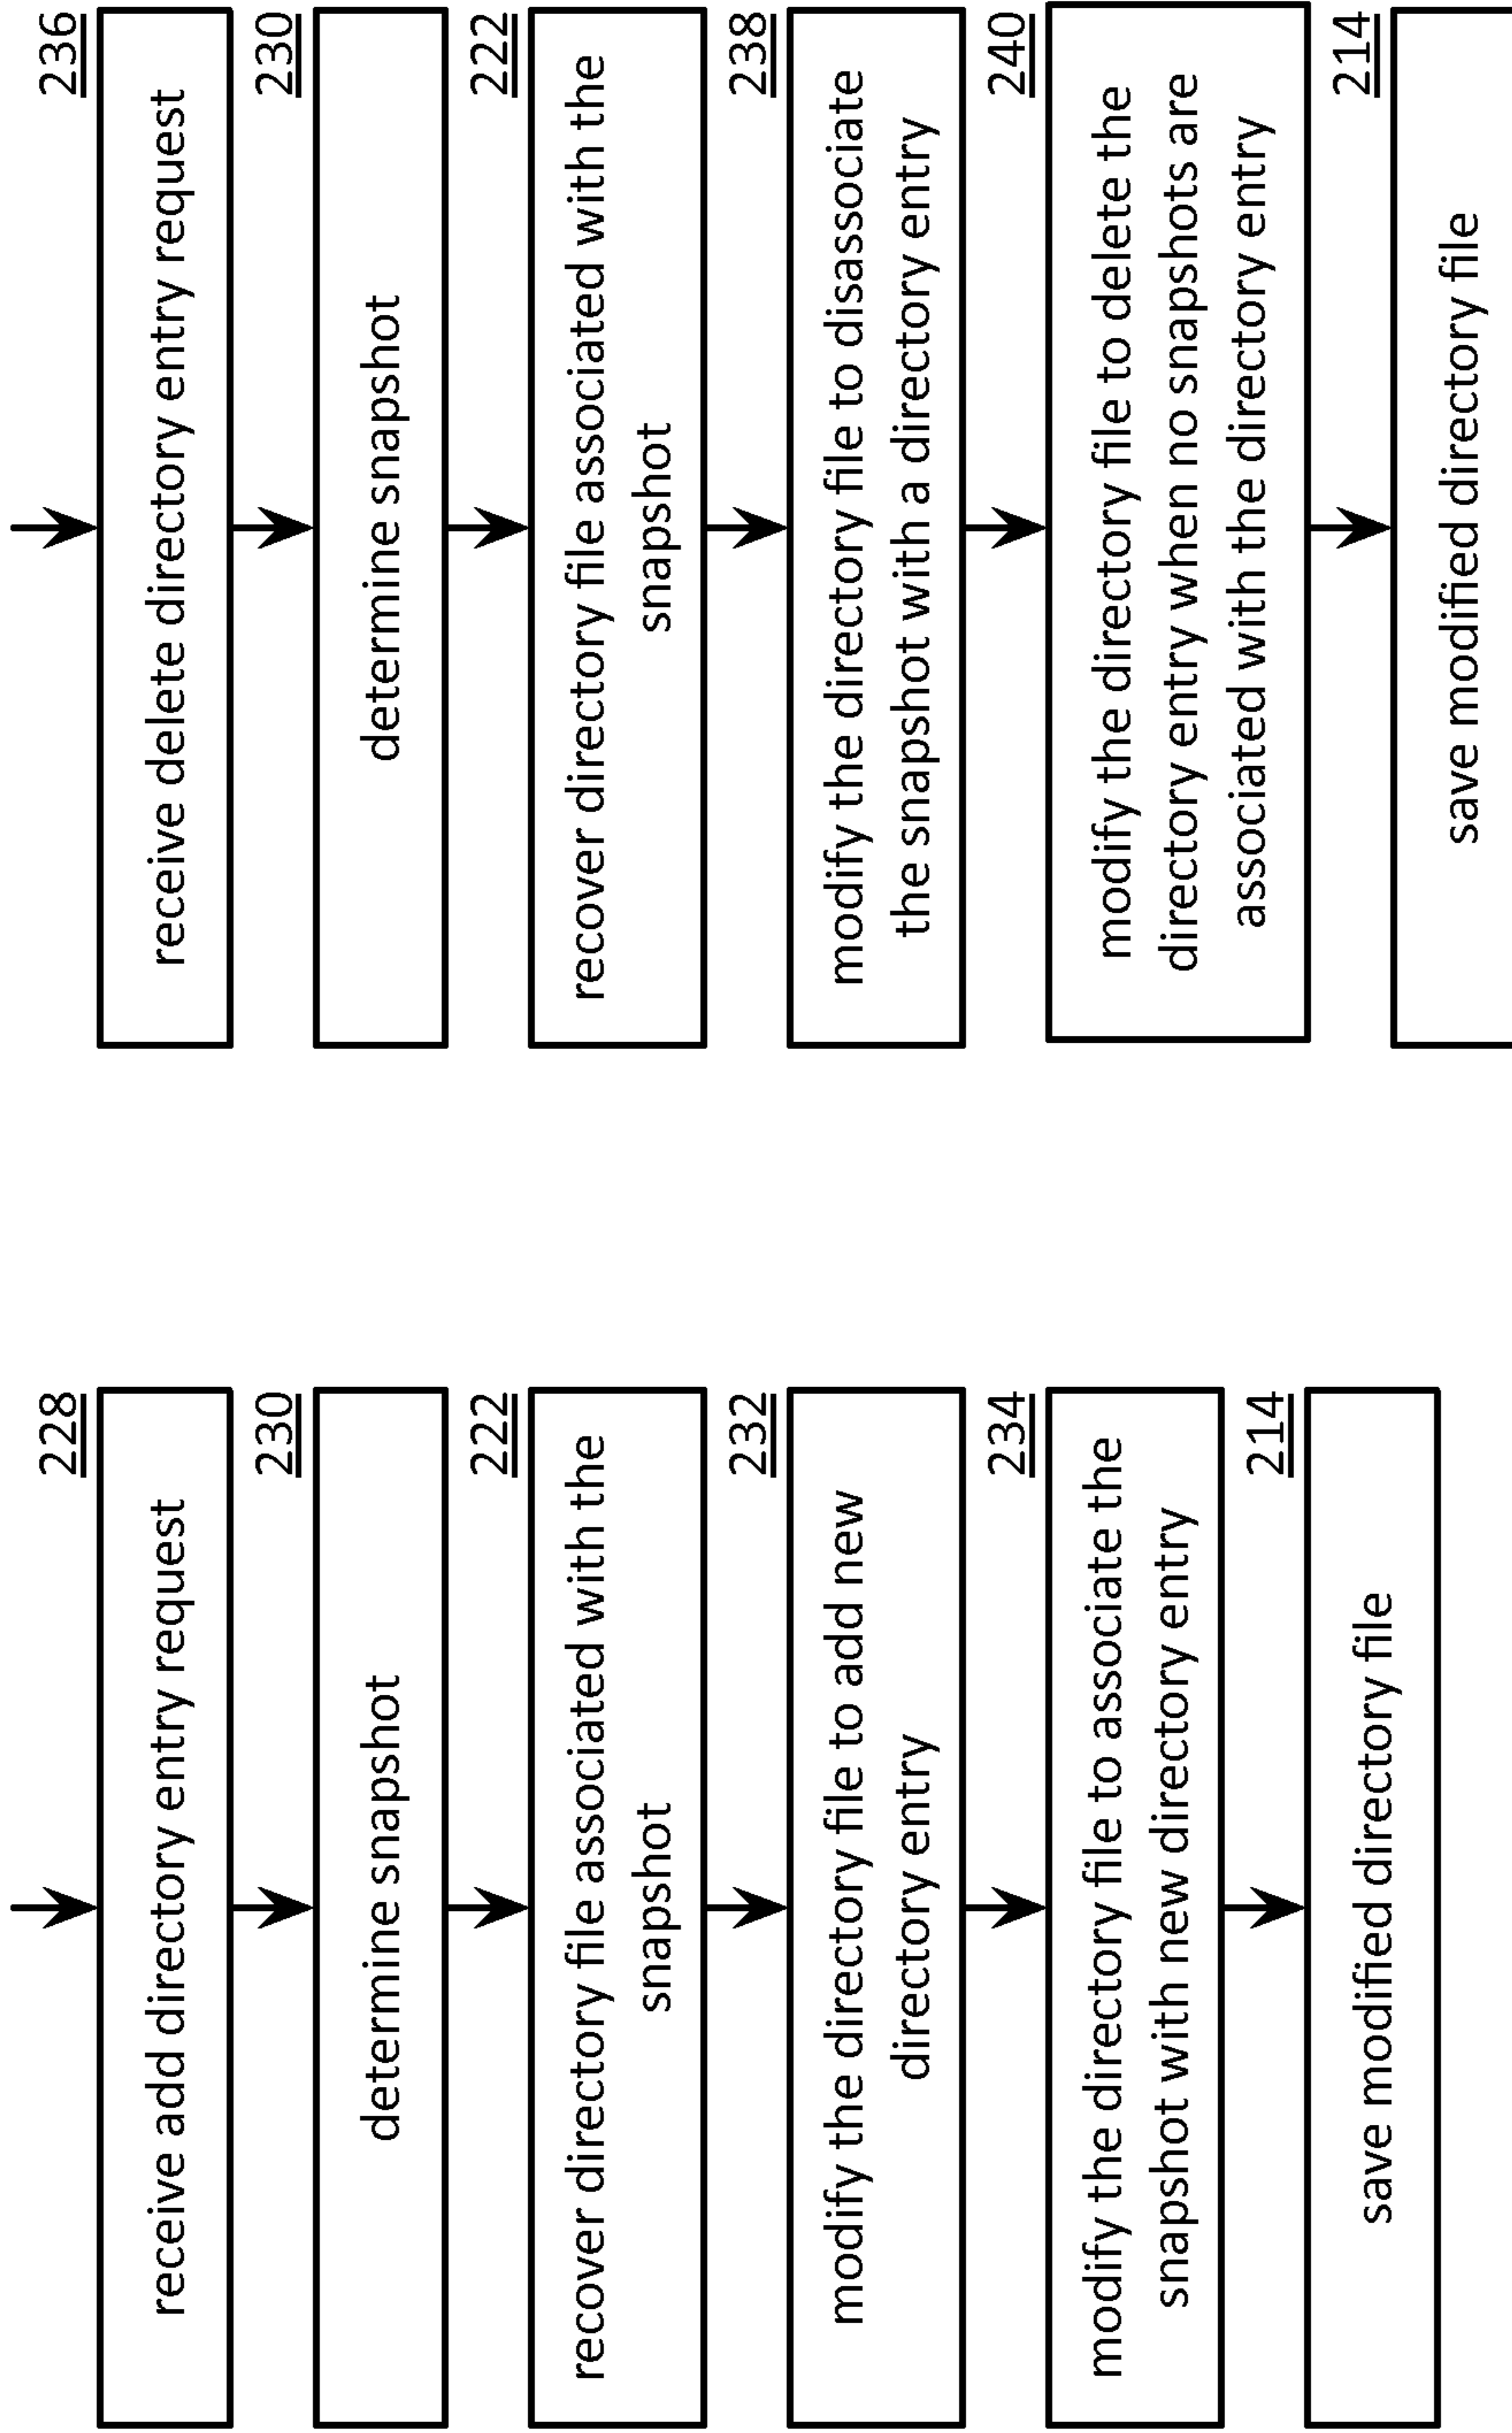 228
receive add directory entry request
230
determine snapshot
222
recover directory file associated with the
snapshot
232
modify the directory file to add new
directory entry
234
modify the directory file to associate the
snapshot with new directory entry
214
save modified directory file
236
receive delete directory entry request
230
determine snapshot
222
recover directory file associated with the
snapshot
238
modify the directory file to disassociate
the snapshot with a directory entry
240
modify the directory file to delete the
directory entry when no snapshots are
associated with the directory entry
214
save modified directory file